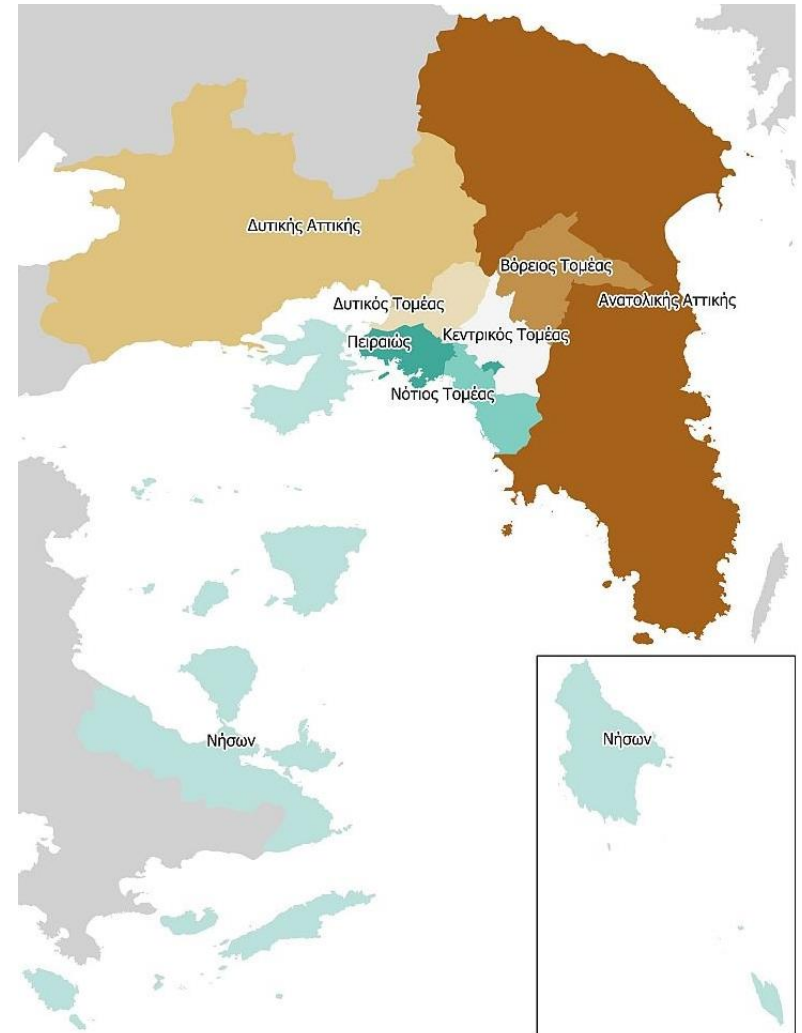 Δυτικής Αττικής
Βόρειος Τομέας
Δυτικός Τομέας
Ανατολικής Αττικής
Πειραιώς
Κεντρικός Τομέας
Νότιος Τομέας
Νήσων
Νήσων